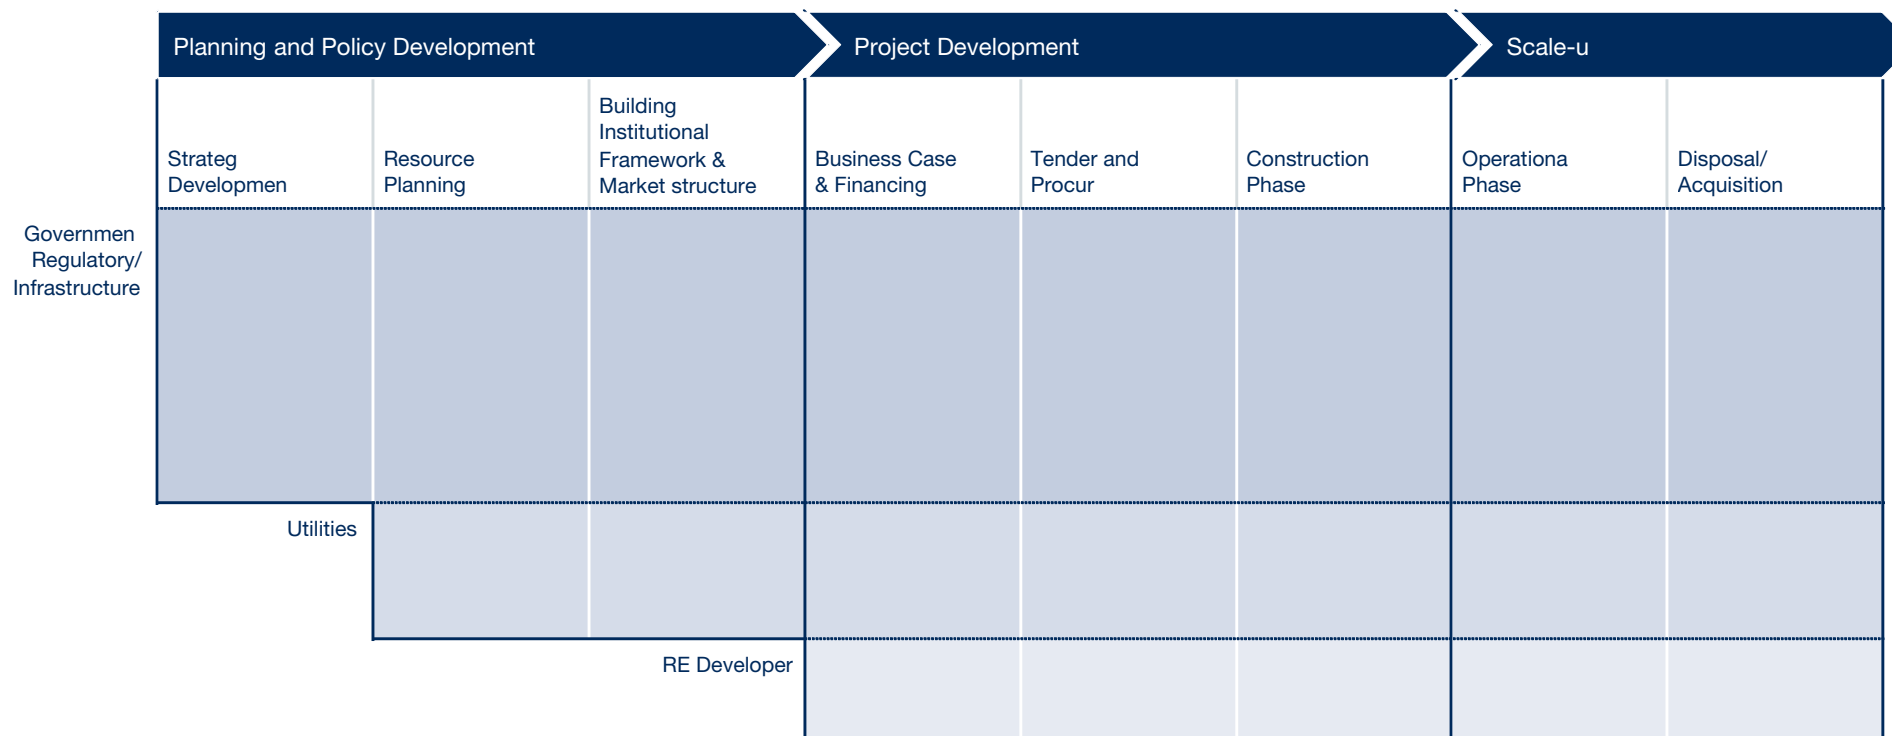 Planning and Policy Development
Project Development
Scale-u
Strateg
Developmen
Resource
Planning
Building
Institutional
Framework &
Market structure
Business Case
& Financing
Tender and
Procur
Construction
Phase
Operationa
Phase
Disposal/
Acquisition
Governmen
Regulatory/
Infrastructure
Utilities
RE Developer